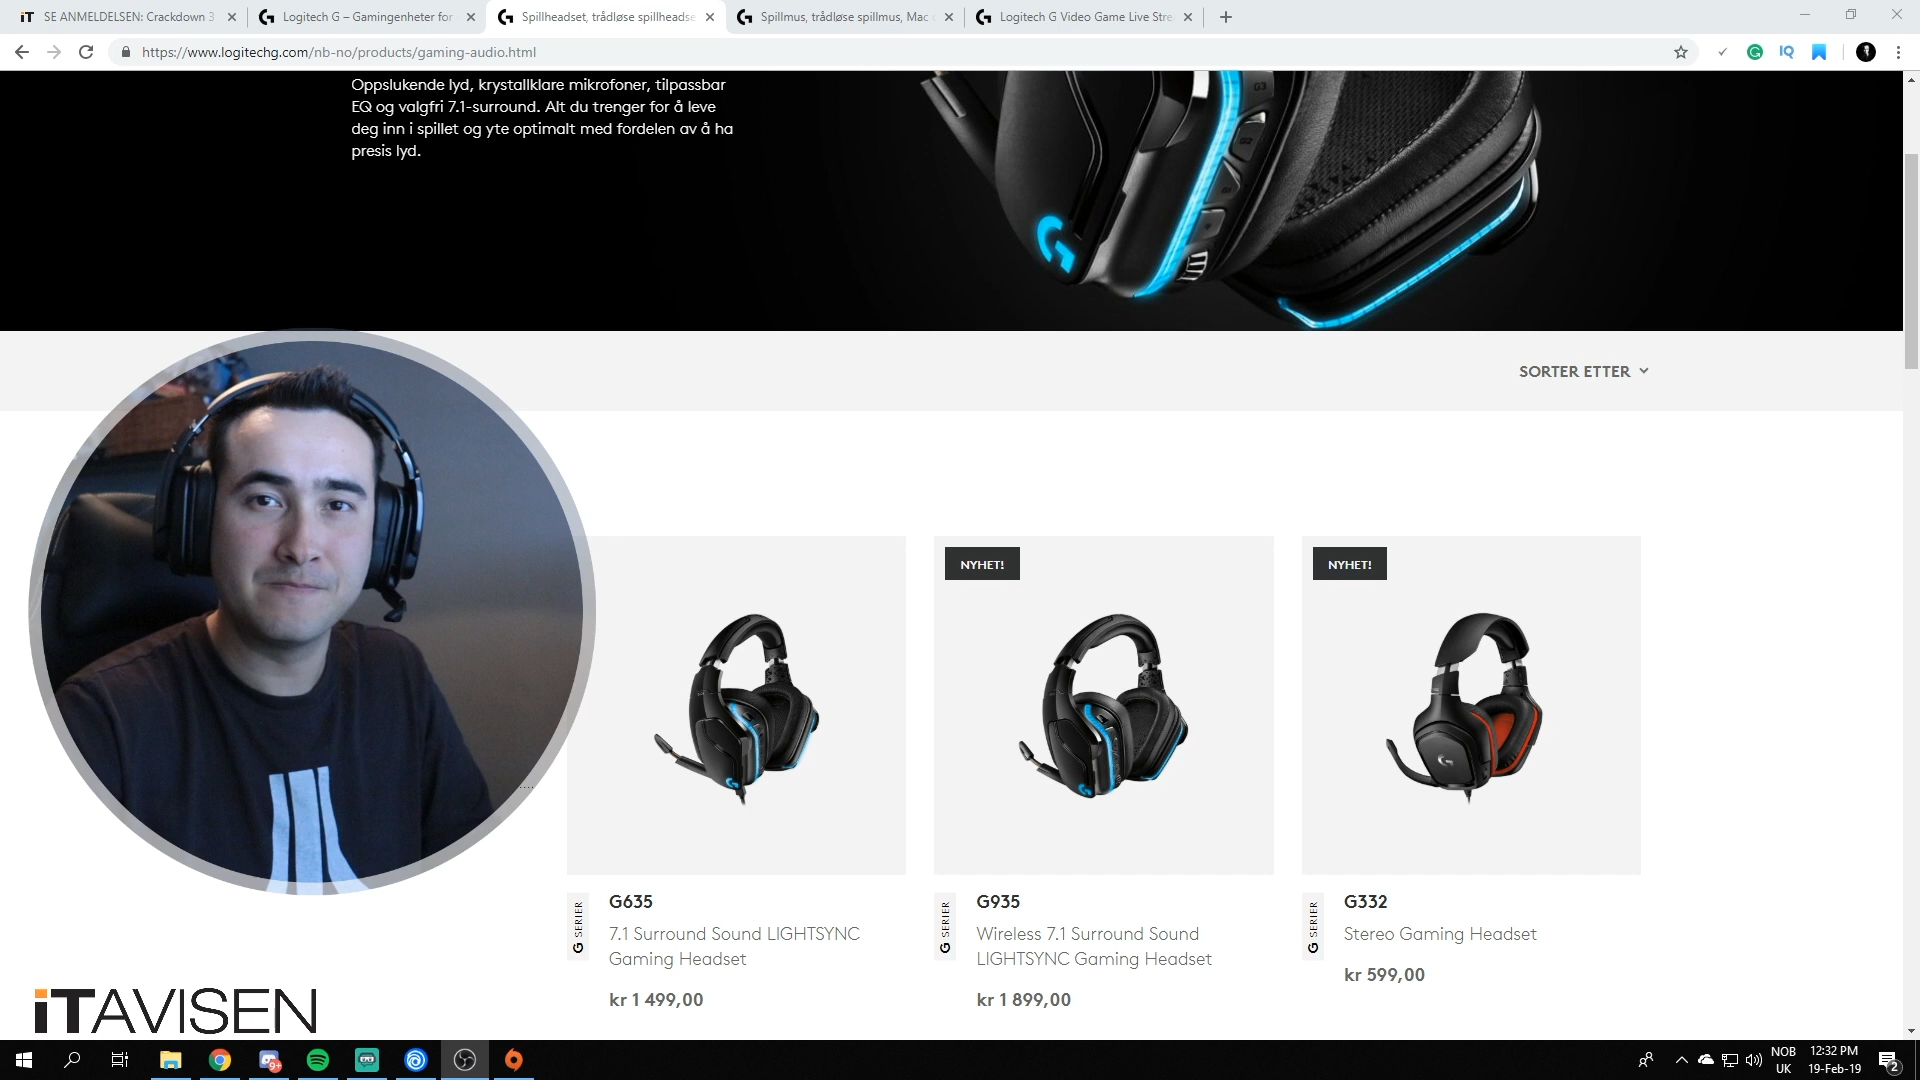 SE ANMELDELSEN: Crackdown 3
Logitech G – Gamingenheter for
Spillheadset, trådløse spillheadse
Spillmus, trådløse spillmus, Mac
Logitech G Video Game Live Stre
https://www.logitechg.com/nb-no/products/gaming-audio.html
Oppslukende lyd, krystallklare mikrofoner, tilpassbar
EQ og valgfri 7.1-surround. Alt du trenger for å leve
deg inn i spillet og yte optimalt med fordelen av å ha
presis lyd.
SORTER ETTER
NYHET!
NYHET!
G SERIER
G635
7.1 Surround Sound LIGHTSYNC
Gaming Headset
kr 1 499,00
G SERIER
G935
Wireless 7.1 Surround Sound
LIGHTSYNC Gaming Headset
kr 1 899,00
G SERIER
G332
Stereo Gaming Headset
kr 599,00
iTAVISEN
9+
NOB
UK
12:32 PM
19-Feb-19
2